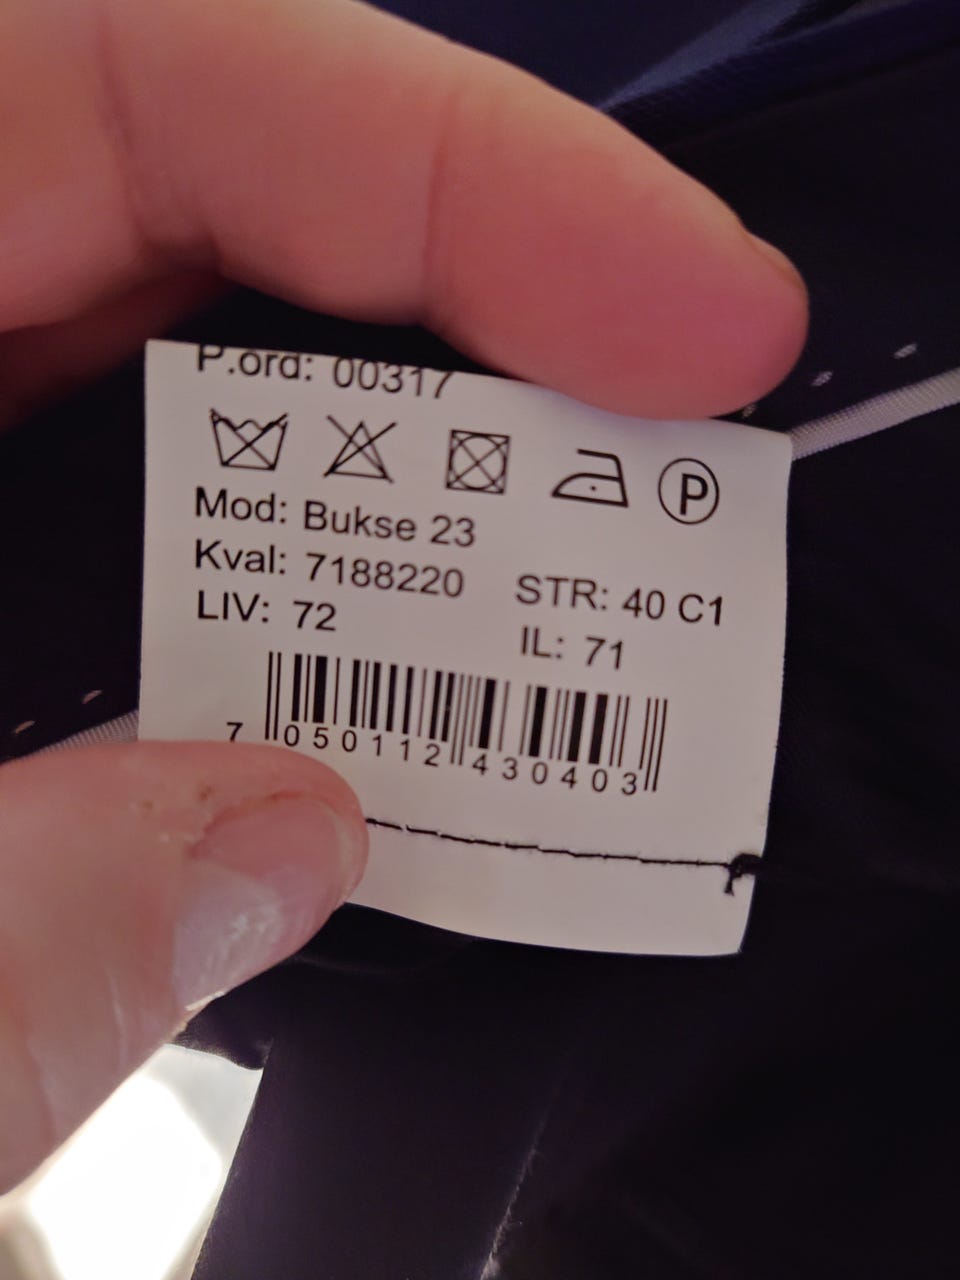 P.ord: 00317
P
Mod: Bukse 23
Kval: 7188220 STR: 40 C1
LIV: 72 IL: 71
7 050112 430403